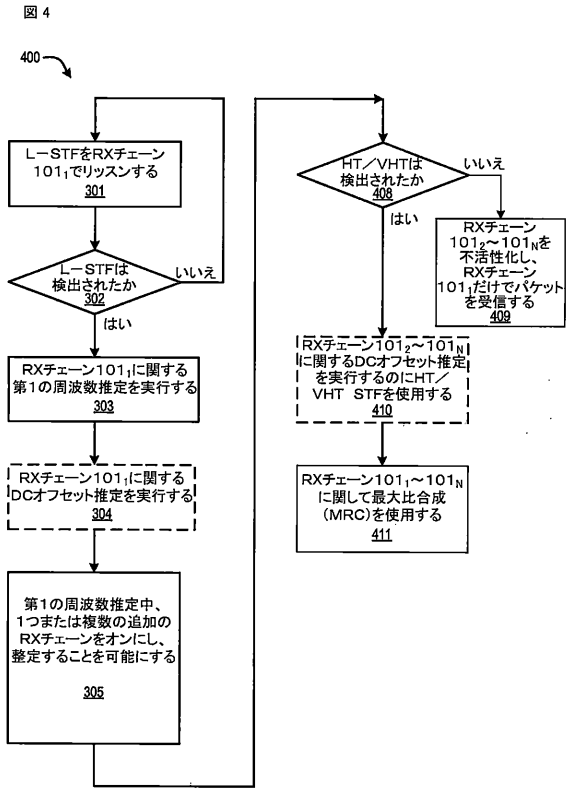 図 4
400
L－STFをRXチェーン
101₁でリッスンする
301
L－STFは
検出されたか
302
いいえ
はい
RXチェーン101₁に関する
第1の周波数推定を実行する
303
RXチェーン101₁に関する
DCオフセット推定を実行する
304
第1の周波数推定中、
1つまたは複数の追加の
RXチェーンをオンにし、
整定することを可能にする
305
HT／VHTは
検出されたか
408
いいえ
はい
RXチェーン
101₂～101Nを
不活性化し、
RXチェーン
101₁だけでパケット
を受信する
409
RXチェーン101₂～101N
に関するDCオフセット推定
を実行するのにHT／
VHT STFを使用する
410
RXチェーン101₁～101N
に関して最大比合成
（MRC）を使用する
411